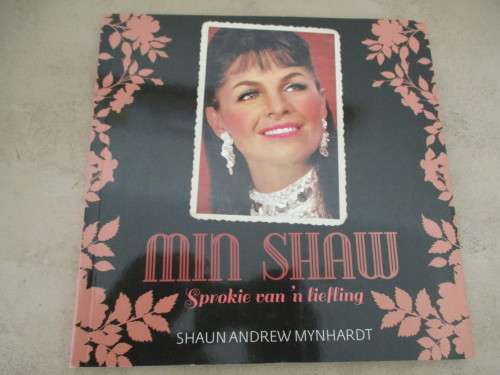 MIN SHAW
Sprokie van 'n liefling
SHAUN ANDREW MYNHARDT